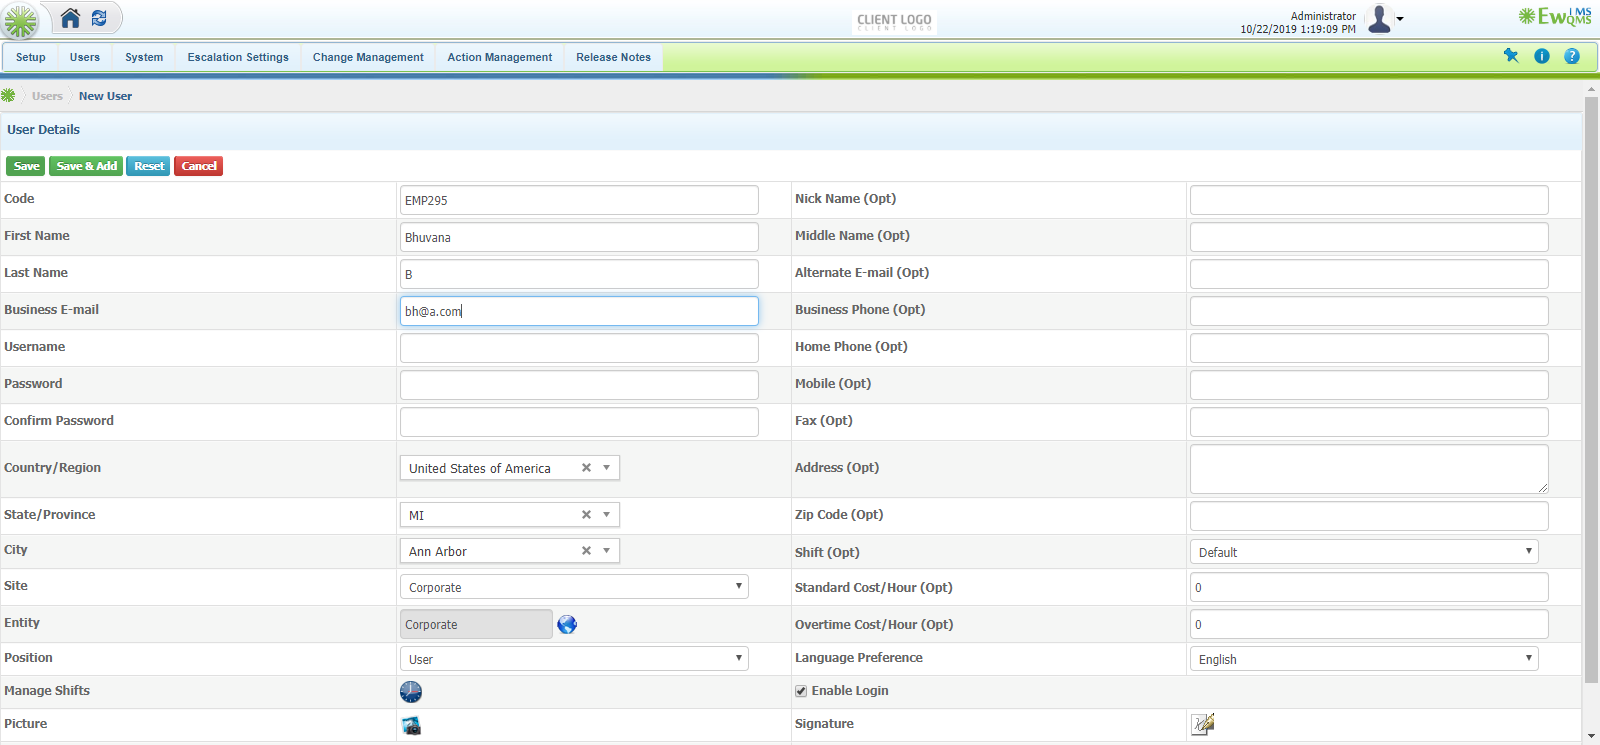 CLIENT LOGO
Administrator
10/22/2019 1:19:09 PM
EwQMS
LMS
Setup Users System Escalation Settings Change Management Action Management Release Notes
Users New User
User Details
Save Save & Add Reset Cancel
Code EMP295 Nick Name (Opt)
First Name Bhuvana Middle Name (Opt)
Last Name B Alternate E-mail (Opt)
Business E-mail bh@a.com Business Phone (Opt)
Username Home Phone (Opt)
Password Mobile (Opt)
Confirm Password Fax (Opt)
Country/Region United States of America Address (Opt)
State/Province MI Zip Code (Opt)
City Ann Arbor Shift (Opt) Default
Site Corporate Standard Cost/Hour (Opt) 0
Entity Corporate Overtime Cost/Hour (Opt) 0
Position User Language Preference English
Manage Shifts Enable Login
Picture Signature